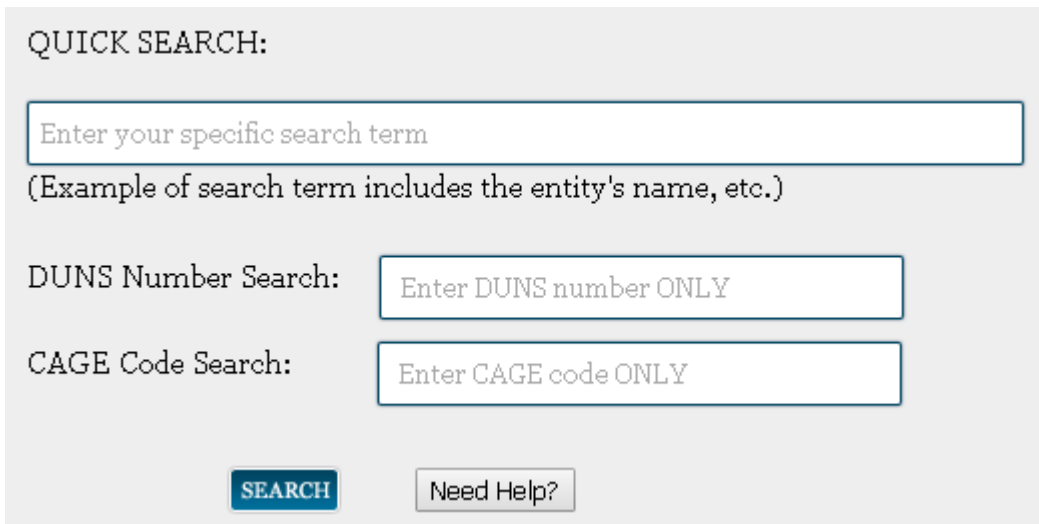 QUICK SEARCH:
Enter your specific search term
(Example of search term includes the entity's name, etc.)
DUNS Number Search:
Enter DUNS number ONLY
CAGE Code Search:
Enter CAGE code ONLY
SEARCH
Need Help?